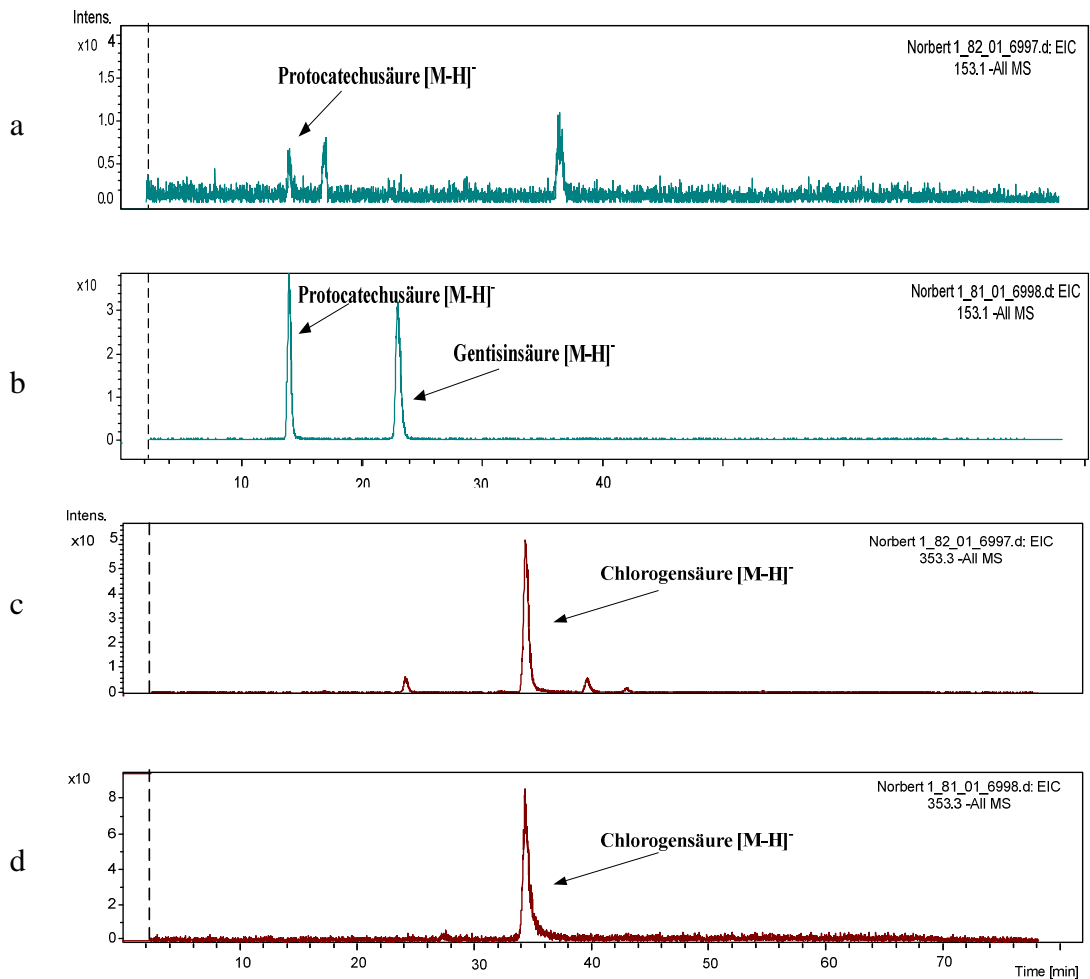 Intens.
x10
4
Norbert 1_82_01_6997.d: EIC
153.1 -All MS
Protocatechusäure [M-H]⁻
1.5
a
1.0
0.5
0.0
x10
Norbert 1_81_01_6998.d: EIC
153.1 -All MS
3
Protocatechusäure [M-H]⁻
2
Gentisinsäure [M-H]⁻
b
1
0
10 20 30 40
Intens.
x10
5
Norbert 1_82_01_6997.d: EIC
353.3 -All MS
5
Chlorogensäure [M-H]⁻
4
c
3
2
1
0
x10
Norbert 1_81_01_6998.d: EIC
353.3 -All MS
8
6
Chlorogensäure [M-H]⁻
d
4
2
0
10 20 30 40 50 60 70
Time [min]